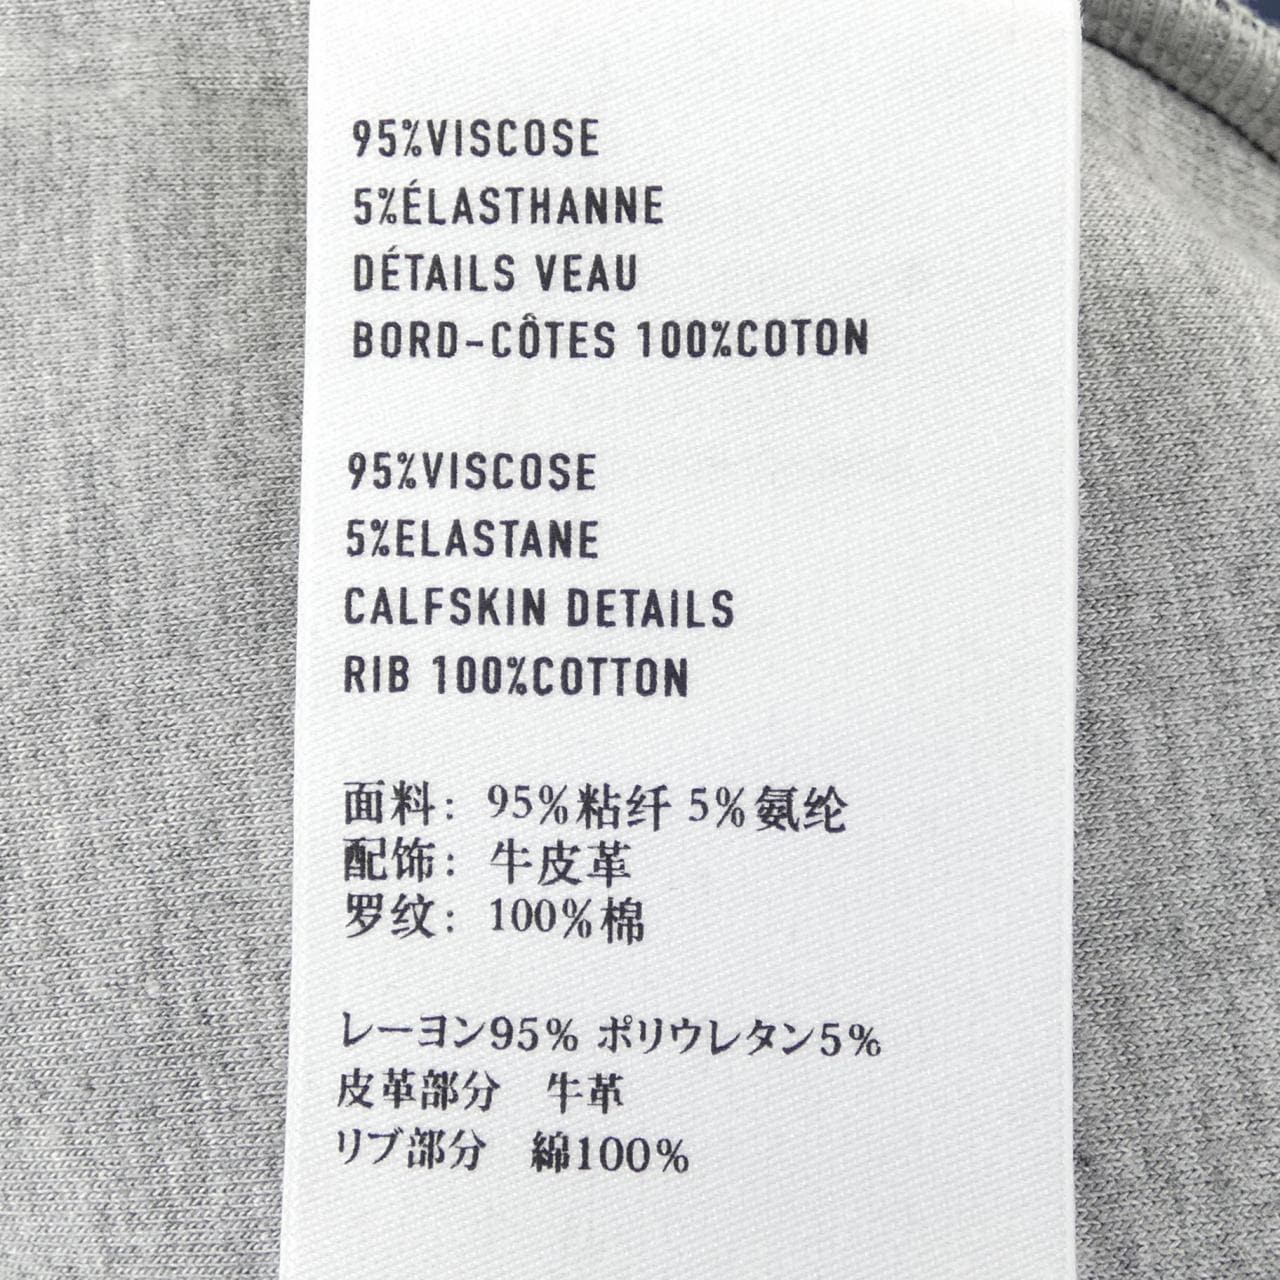 95%VISCOSE
5%ÉLASTHANNE
DÉTAILS VEAU
BORD-CÔTES 100%COTON
95%VISCOSE
5%ELASTANE
CALFSKIN DETAILS
RIB 100%COTTON
面料: 95%粘纤 5%氨纶
配饰: 牛皮革
罗纹: 100%棉
レーヨン95% ポリウレタン5%
皮革部分 牛革
リブ部分 綿100%